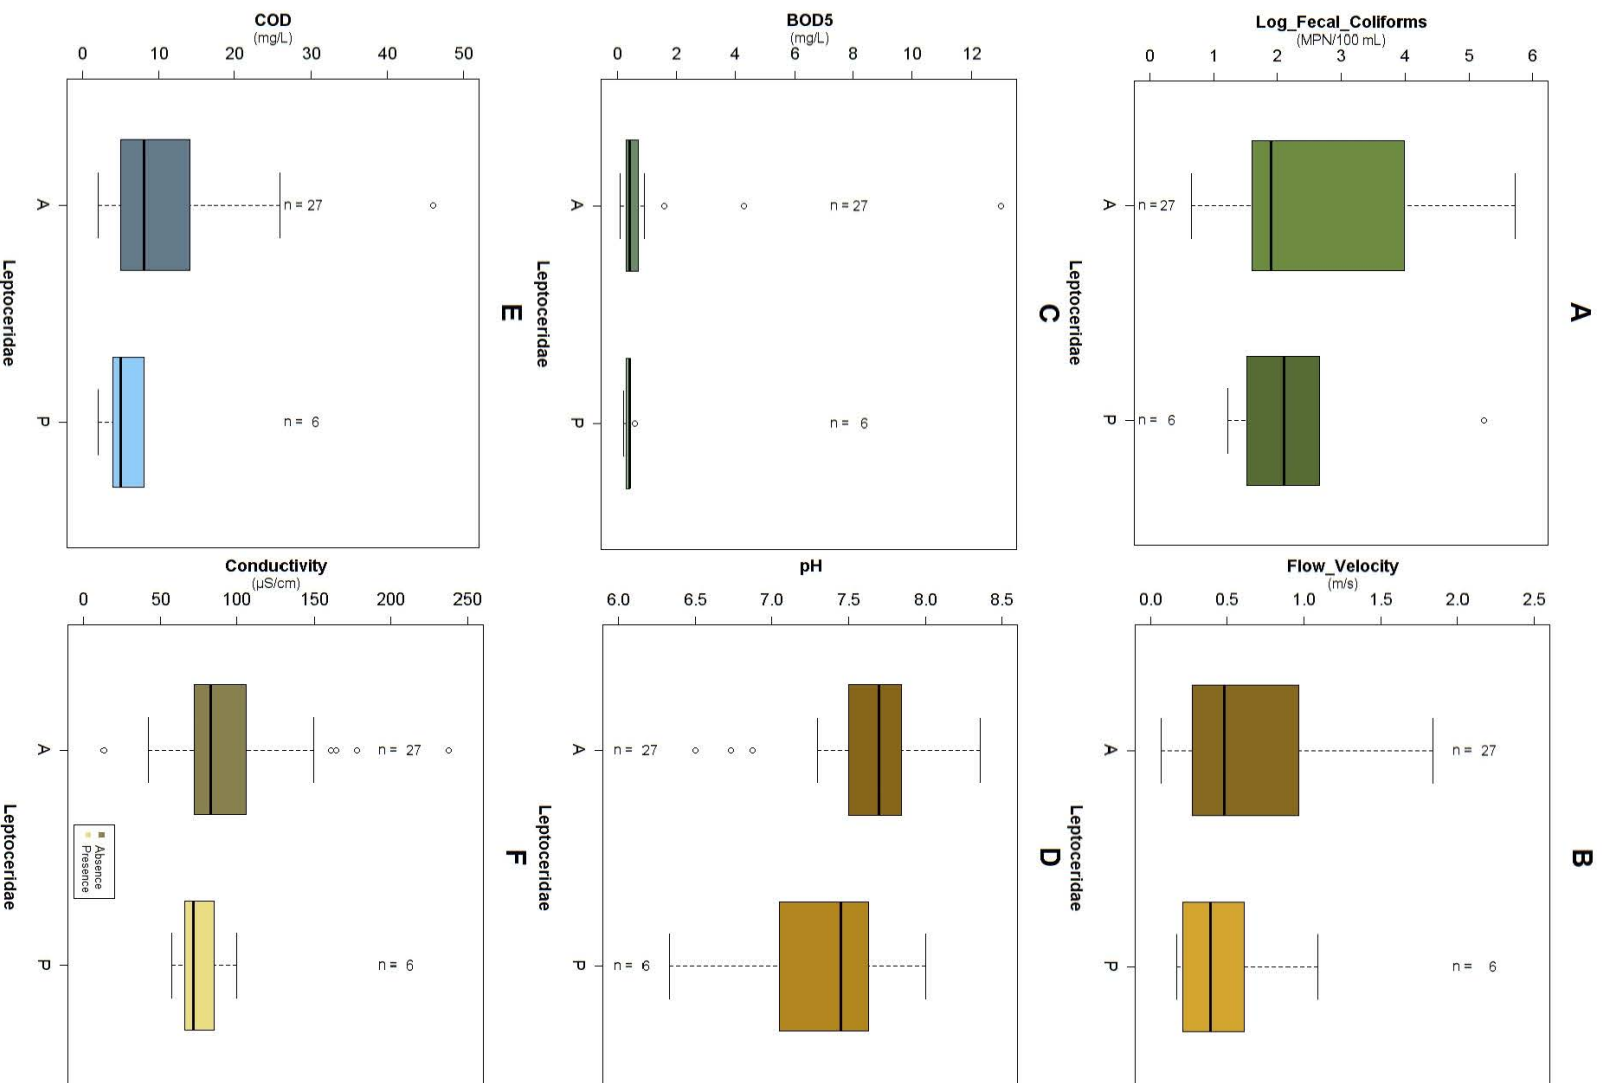 COD
(mg/L)
0 10 20 30 40 50
A
n = 27
P
n = 6
Leptoceridae
E
BOD5
(mg/L)
0 2 4 6 8 10 12
A
n = 27
P
n = 6
Leptoceridae
C
Log_Fecal_Coliforms
(MPN/100 mL)
0 1 2 3 4 5 6
A
n = 27
P
n = 6
Leptoceridae
A
Conductivity
(µS/cm)
0 50 100 150 200 250
A
n = 27
P
n = 6
Absence
Presence
Leptoceridae
F
pH
6.0 6.5 7.0 7.5 8.0 8.5
A
n = 27
P
n = 6
Leptoceridae
D
Flow_Velocity
(m/s)
0.0 0.5 1.0 1.5 2.0 2.5
A
n = 27
P
n = 6
Leptoceridae
B